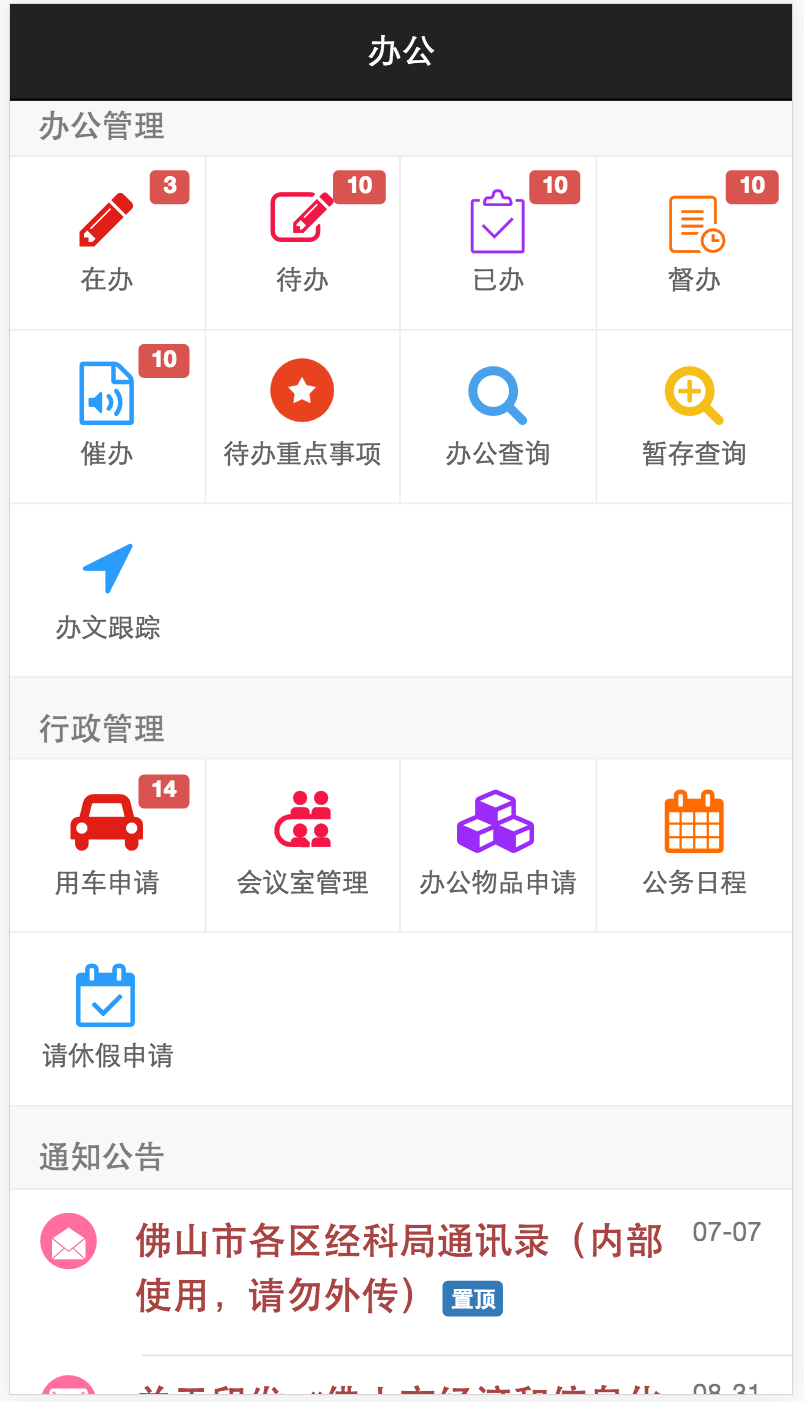 办公
办公管理
3
10
10
10
在办
待办
已办
督办
10
催办
待办重点事项
办公查询
暂存查询
办文跟踪
行政管理
14
用车申请
会议室管理
办公物品申请
公务日程
请休假申请
通知公告
佛山市各区经科局通讯录（内部
07-07
使用，请勿外传）
置顶
08-31